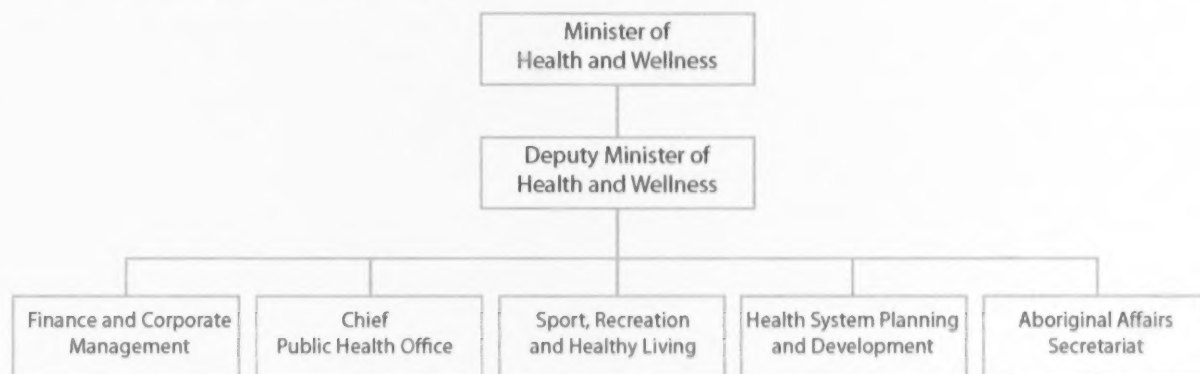 Minister of
Health and Wellness
Deputy Minister of
Health and Wellness
Finance and Corporate
Management
Chief
Public Health Office
Sport, Recreation
and Healthy Living
Health System Planning
and Development
Aboriginal Affairs
Secretariat